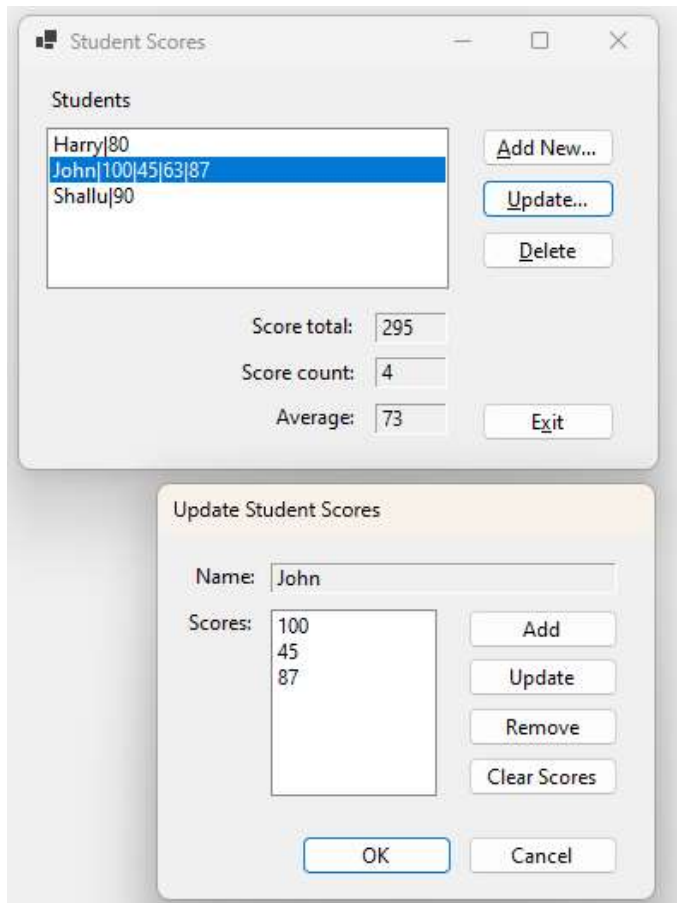 Student Scores
Students
Harry|80
John|100|45|63|87
Shallu|90
Add New...
Update...
Delete
Score total: 295
Score count: 4
Average: 73
Exit
Update Student Scores
Name: John
Scores: 100
45
87
Add
Update
Remove
Clear Scores
OK
Cancel